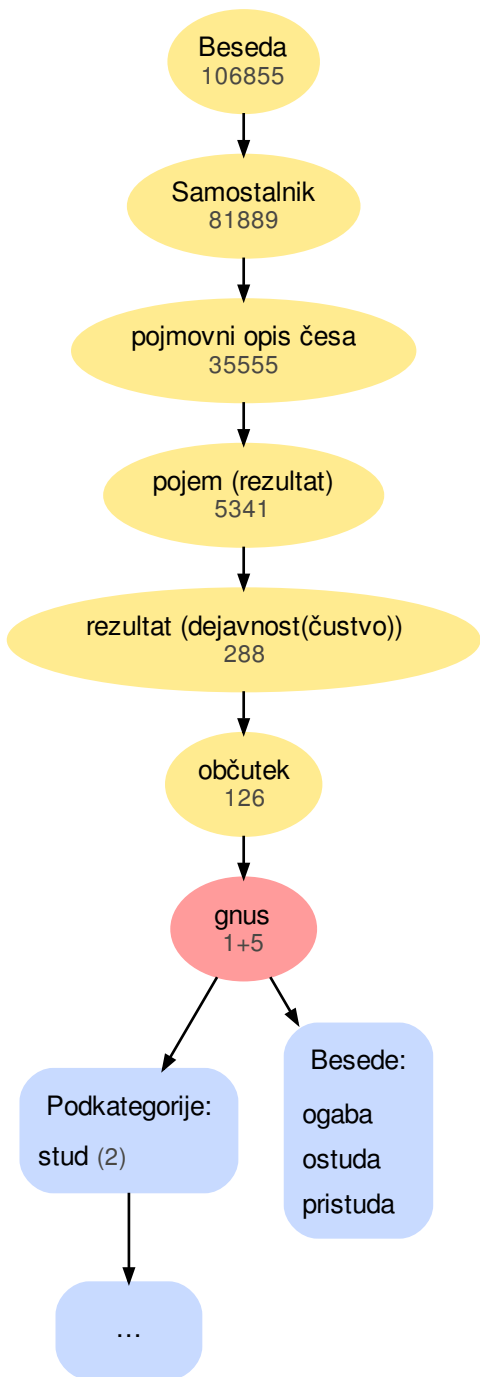 Beseda
106855
Samostalnik
81889
pojmovni opis česa
35555
pojem (rezultat)
5341
rezultat (dejavnost(čustvo))
288
občutek
126
gnus
1+5
Podkategorije:
stud (2)
Besede:
ogaba
ostuda
pristuda
...